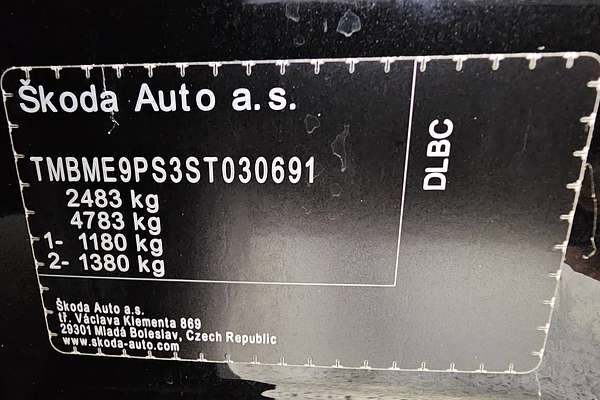 Škoda Auto a.s.
DLBC
TMBME9PS3ST030691
2483 kg
4783 kg
1- 1180 kg
2- 1380 kg
Škoda Auto a.s.
tř. Václava Klementa 869
29301 Mladá Boleslav, Czech Republic
www.skoda-auto.com